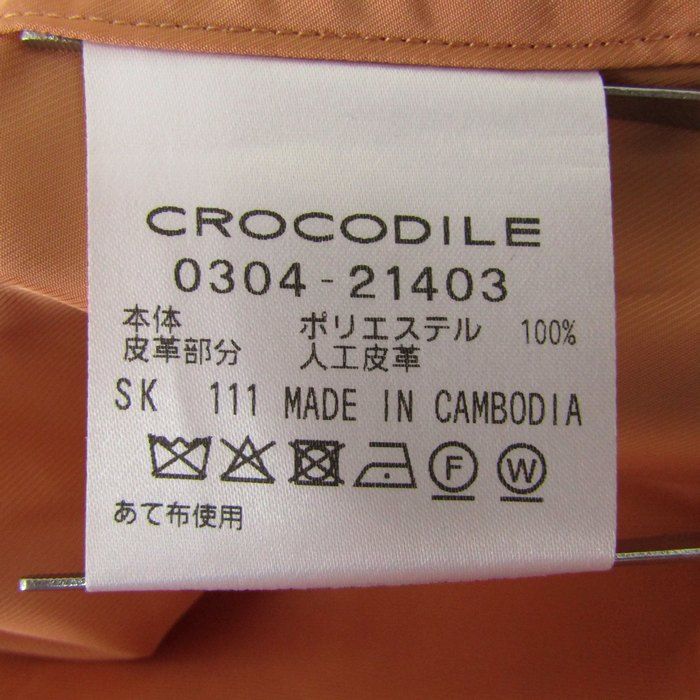 CROCODILE
0304-21403
本体 ポリエステル 100%
皮革部分 人工皮革
SK 111 MADE IN CAMBODIA
F W
あて布使用